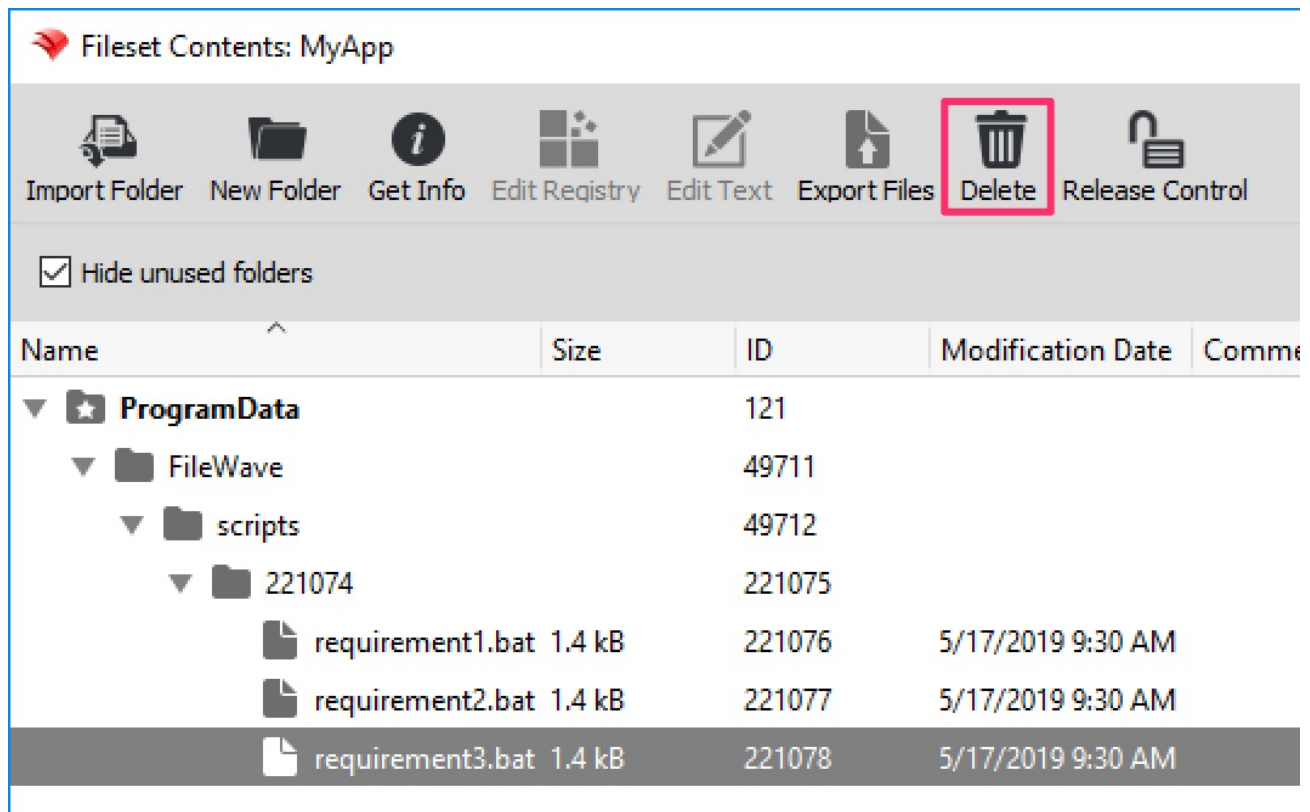 Fileset Contents: MyApp
Import Folder New Folder Get Info Edit Registry Edit Text Export Files Delete Release Control
Hide unused folders
Name Size ID Modification Date Comme
ProgramData 121
FileWave 49711
scripts 49712
221074 221075
requirement1.bat 1.4 kB 221076 5/17/2019 9:30 AM
requirement2.bat 1.4 kB 221077 5/17/2019 9:30 AM
requirement3.bat 1.4 kB 221078 5/17/2019 9:30 AM